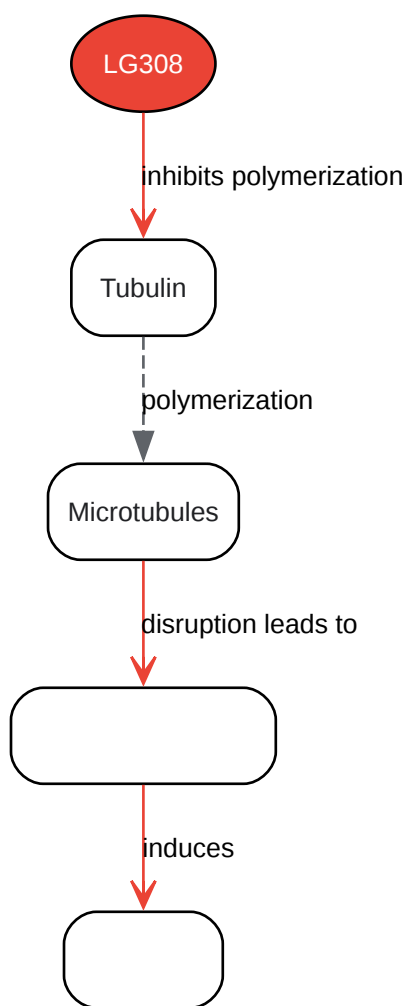 LG308
inhibits polymerization
Tubulin
polymerization
Microtubules
disruption leads to
induces